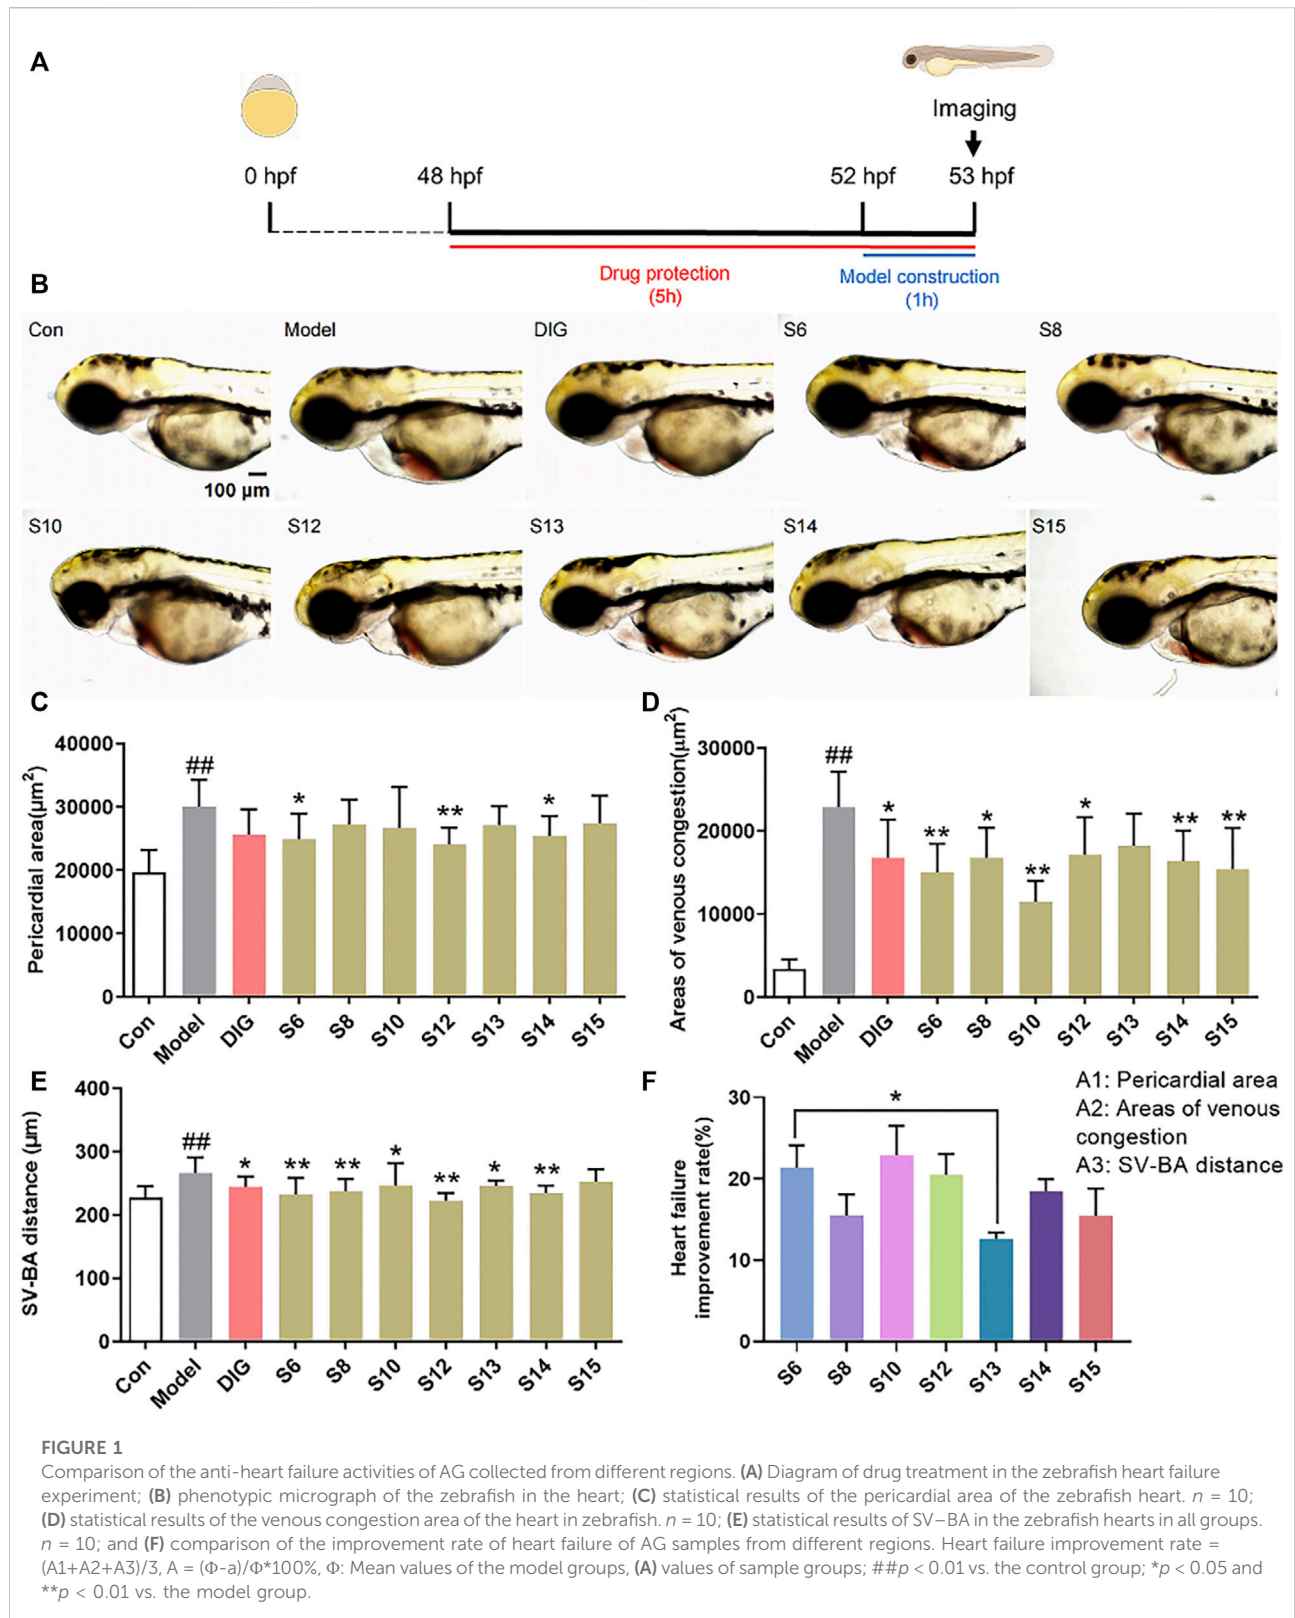 A
Imaging
0 hpf
48 hpf
52 hpf
53 hpf
Drug protection
(5h)
Model construction
(1h)
B
Con
Model
DIG
S6
S8
100 µm
S10
S12
S13
S14
S15
C
Pericardial area(µm²)
40000
30000
20000
10000
0
##
*
**
*
Con
Model
DIG
S6
S8
S10
S12
S13
S14
S15
D
Areas of venous congestion(µm²)
30000
20000
10000
0
##
*
**
*
**
*
**
**
Con
Model
DIG
S6
S8
S10
S12
S13
S14
S15
E
SV-BA distance (µm)
400
300
200
100
0
##
*
**
**
*
**
*
**
Con
Model
DIG
S6
S8
S10
S12
S13
S14
S15
F
Heart failure
improvement rate(%)
30
20
10
0
*
S6
S8
S10
S12
S13
S14
S15
A1: Pericardial area
A2: Areas of venous
congestion
A3: SV-BA distance
FIGURE 1
Comparison of the anti-heart failure activities of AG collected from different regions. (A) Diagram of drug treatment in the zebrafish heart failure
experiment; (B) phenotypic micrograph of the zebrafish in the heart; (C) statistical results of the pericardial area of the zebrafish heart. n = 10;
(D) statistical results of the venous congestion area of the heart in zebrafish. n = 10; (E) statistical results of SV–BA in the zebrafish hearts in all groups.
n = 10; and (F) comparison of the improvement rate of heart failure of AG samples from different regions. Heart failure improvement rate =
(A1+A2+A3)/3, A = (Φ-a)/Φ*100%, Φ: Mean values of the model groups, (A) values of sample groups; ##p < 0.01 vs. the control group; *p < 0.05 and
**p < 0.01 vs. the model group.